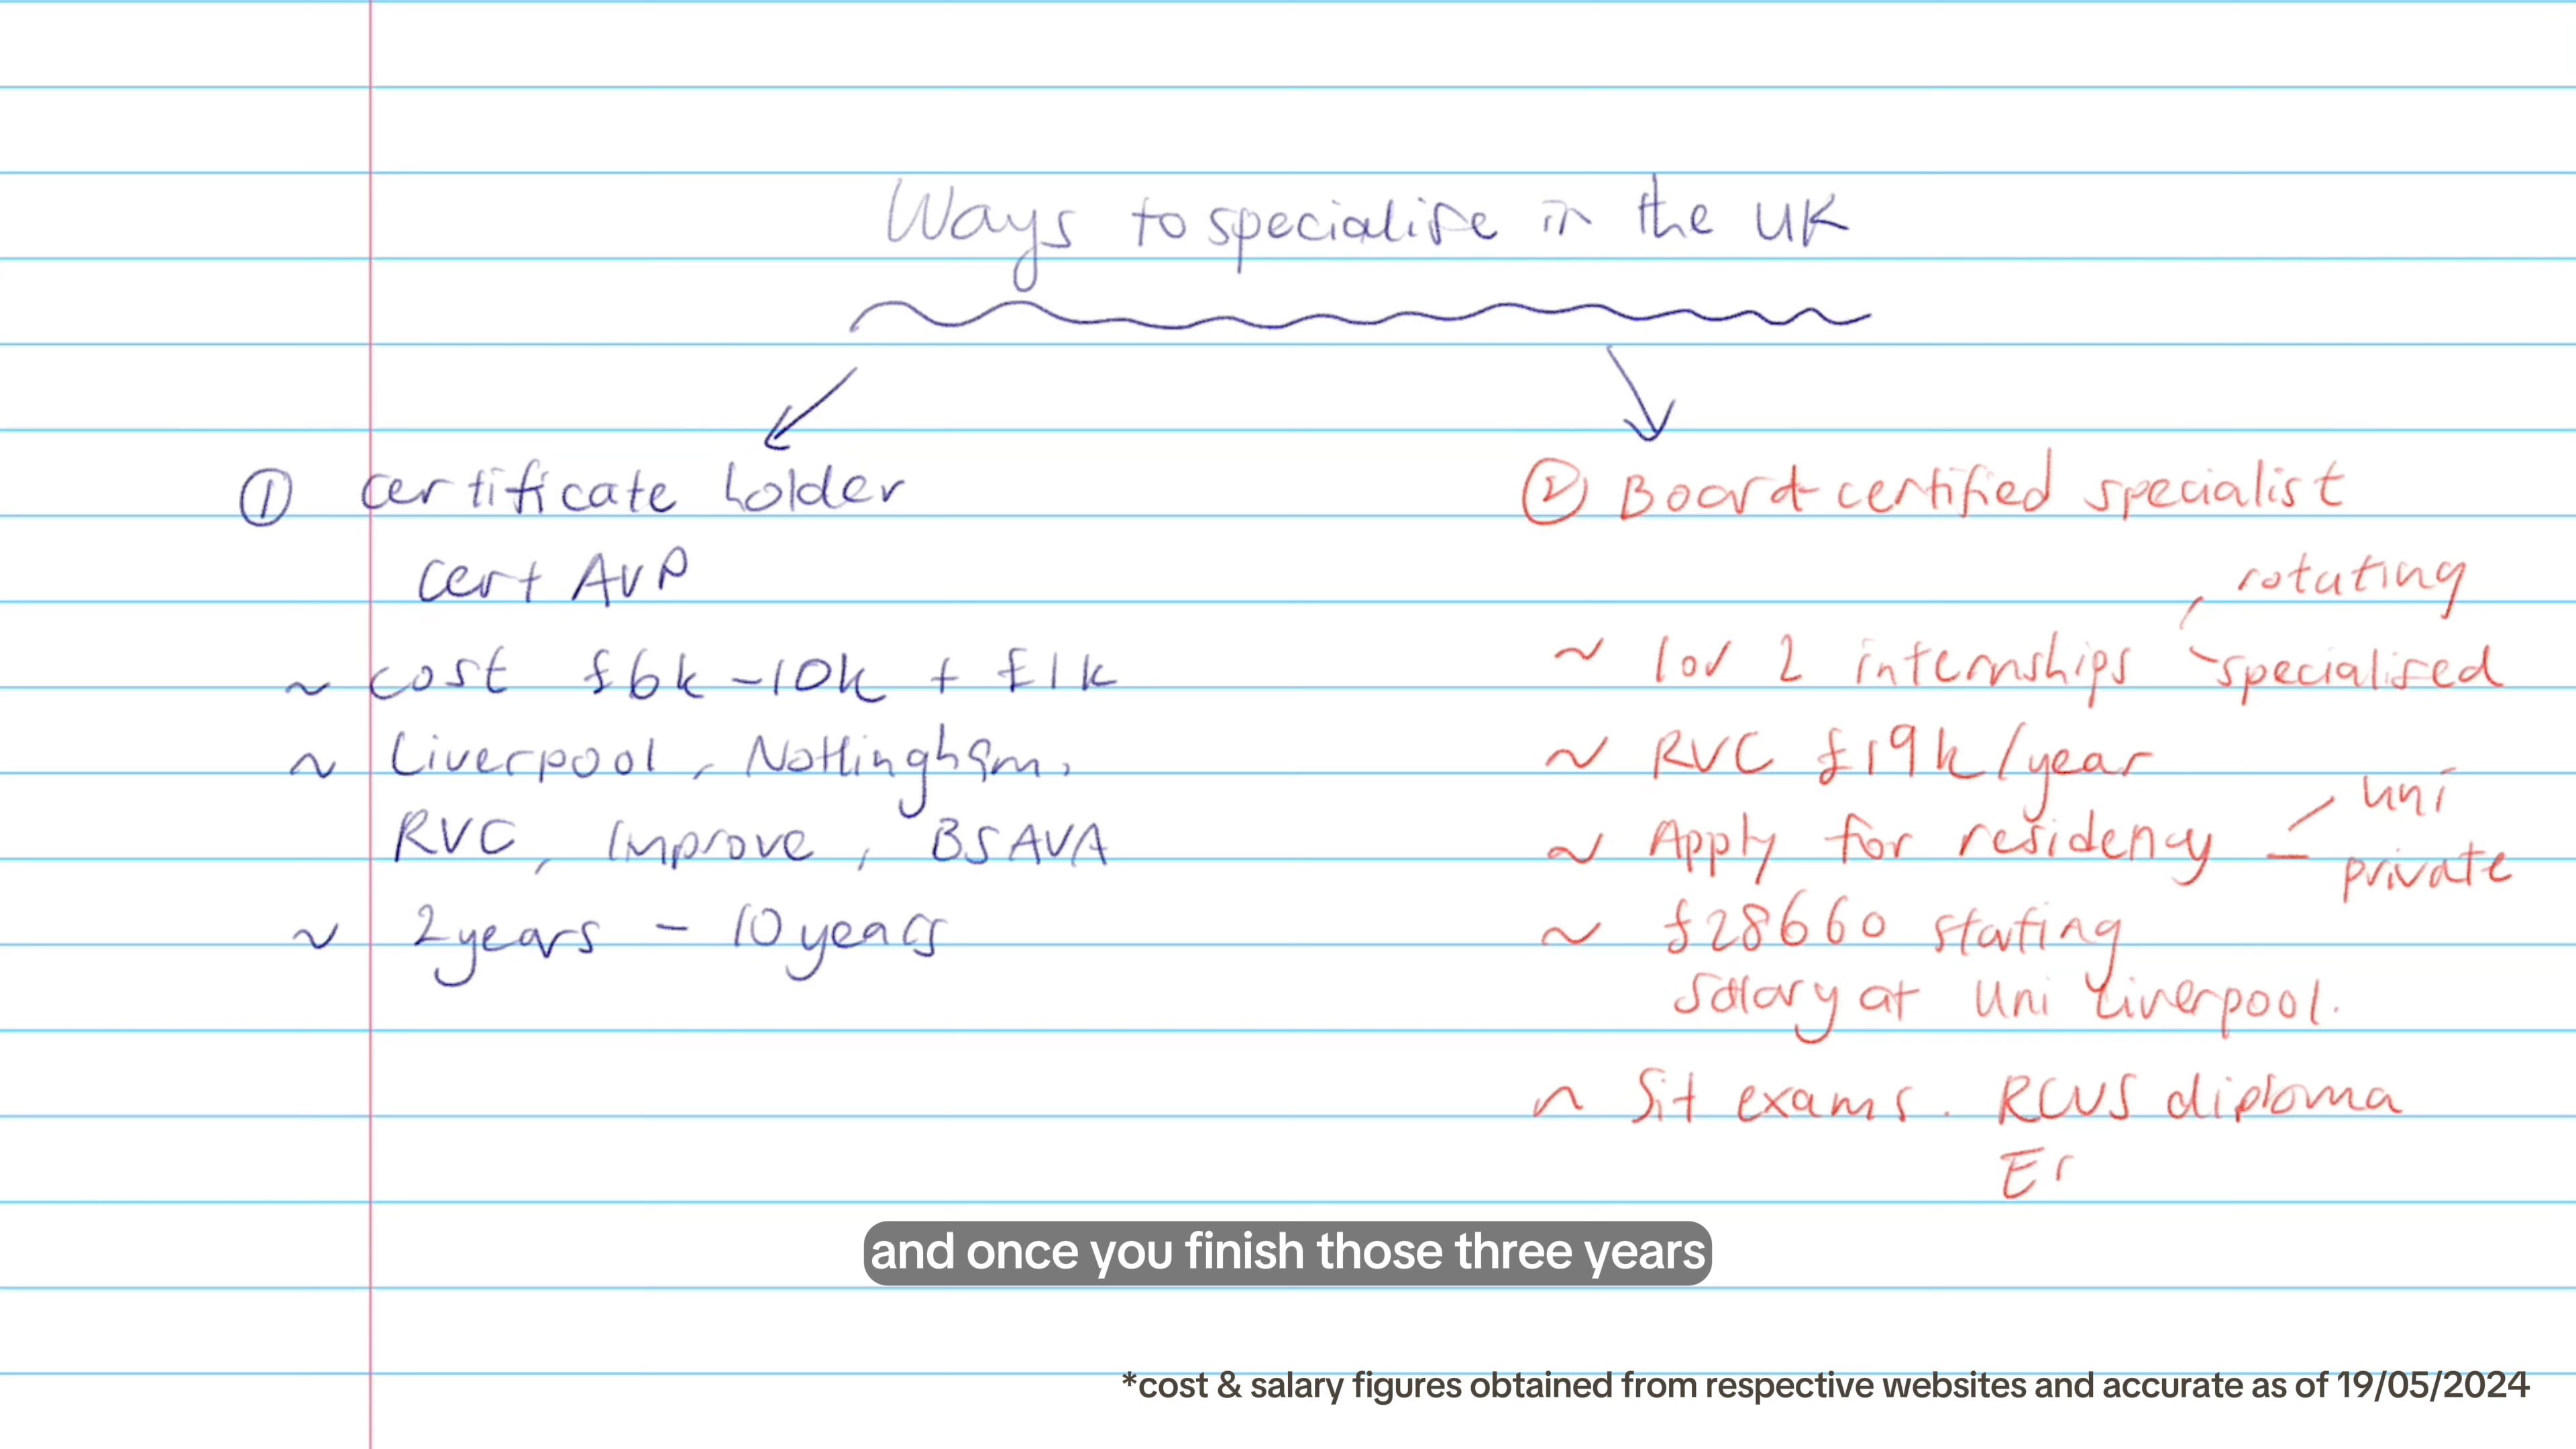 Ways to specialise in the UK
① Certificate holder
Cert AVP
~ cost £6k - 10k + £1k
~ Liverpool, Nottingham,
RVC, Improve, BSAVA
~ 2 years - 10 years
② Board certified specialist
~ 1 or 2 internships
rotating
specialised
~ RVC £19k/year
~ Apply for residency
uni
private
~ £28660 starting
salary at Uni Liverpool.
~ Sit exams. RCVS diploma
Er
and once you finish those three years
*cost & salary figures obtained from respective websites and accurate as of 19/05/2024